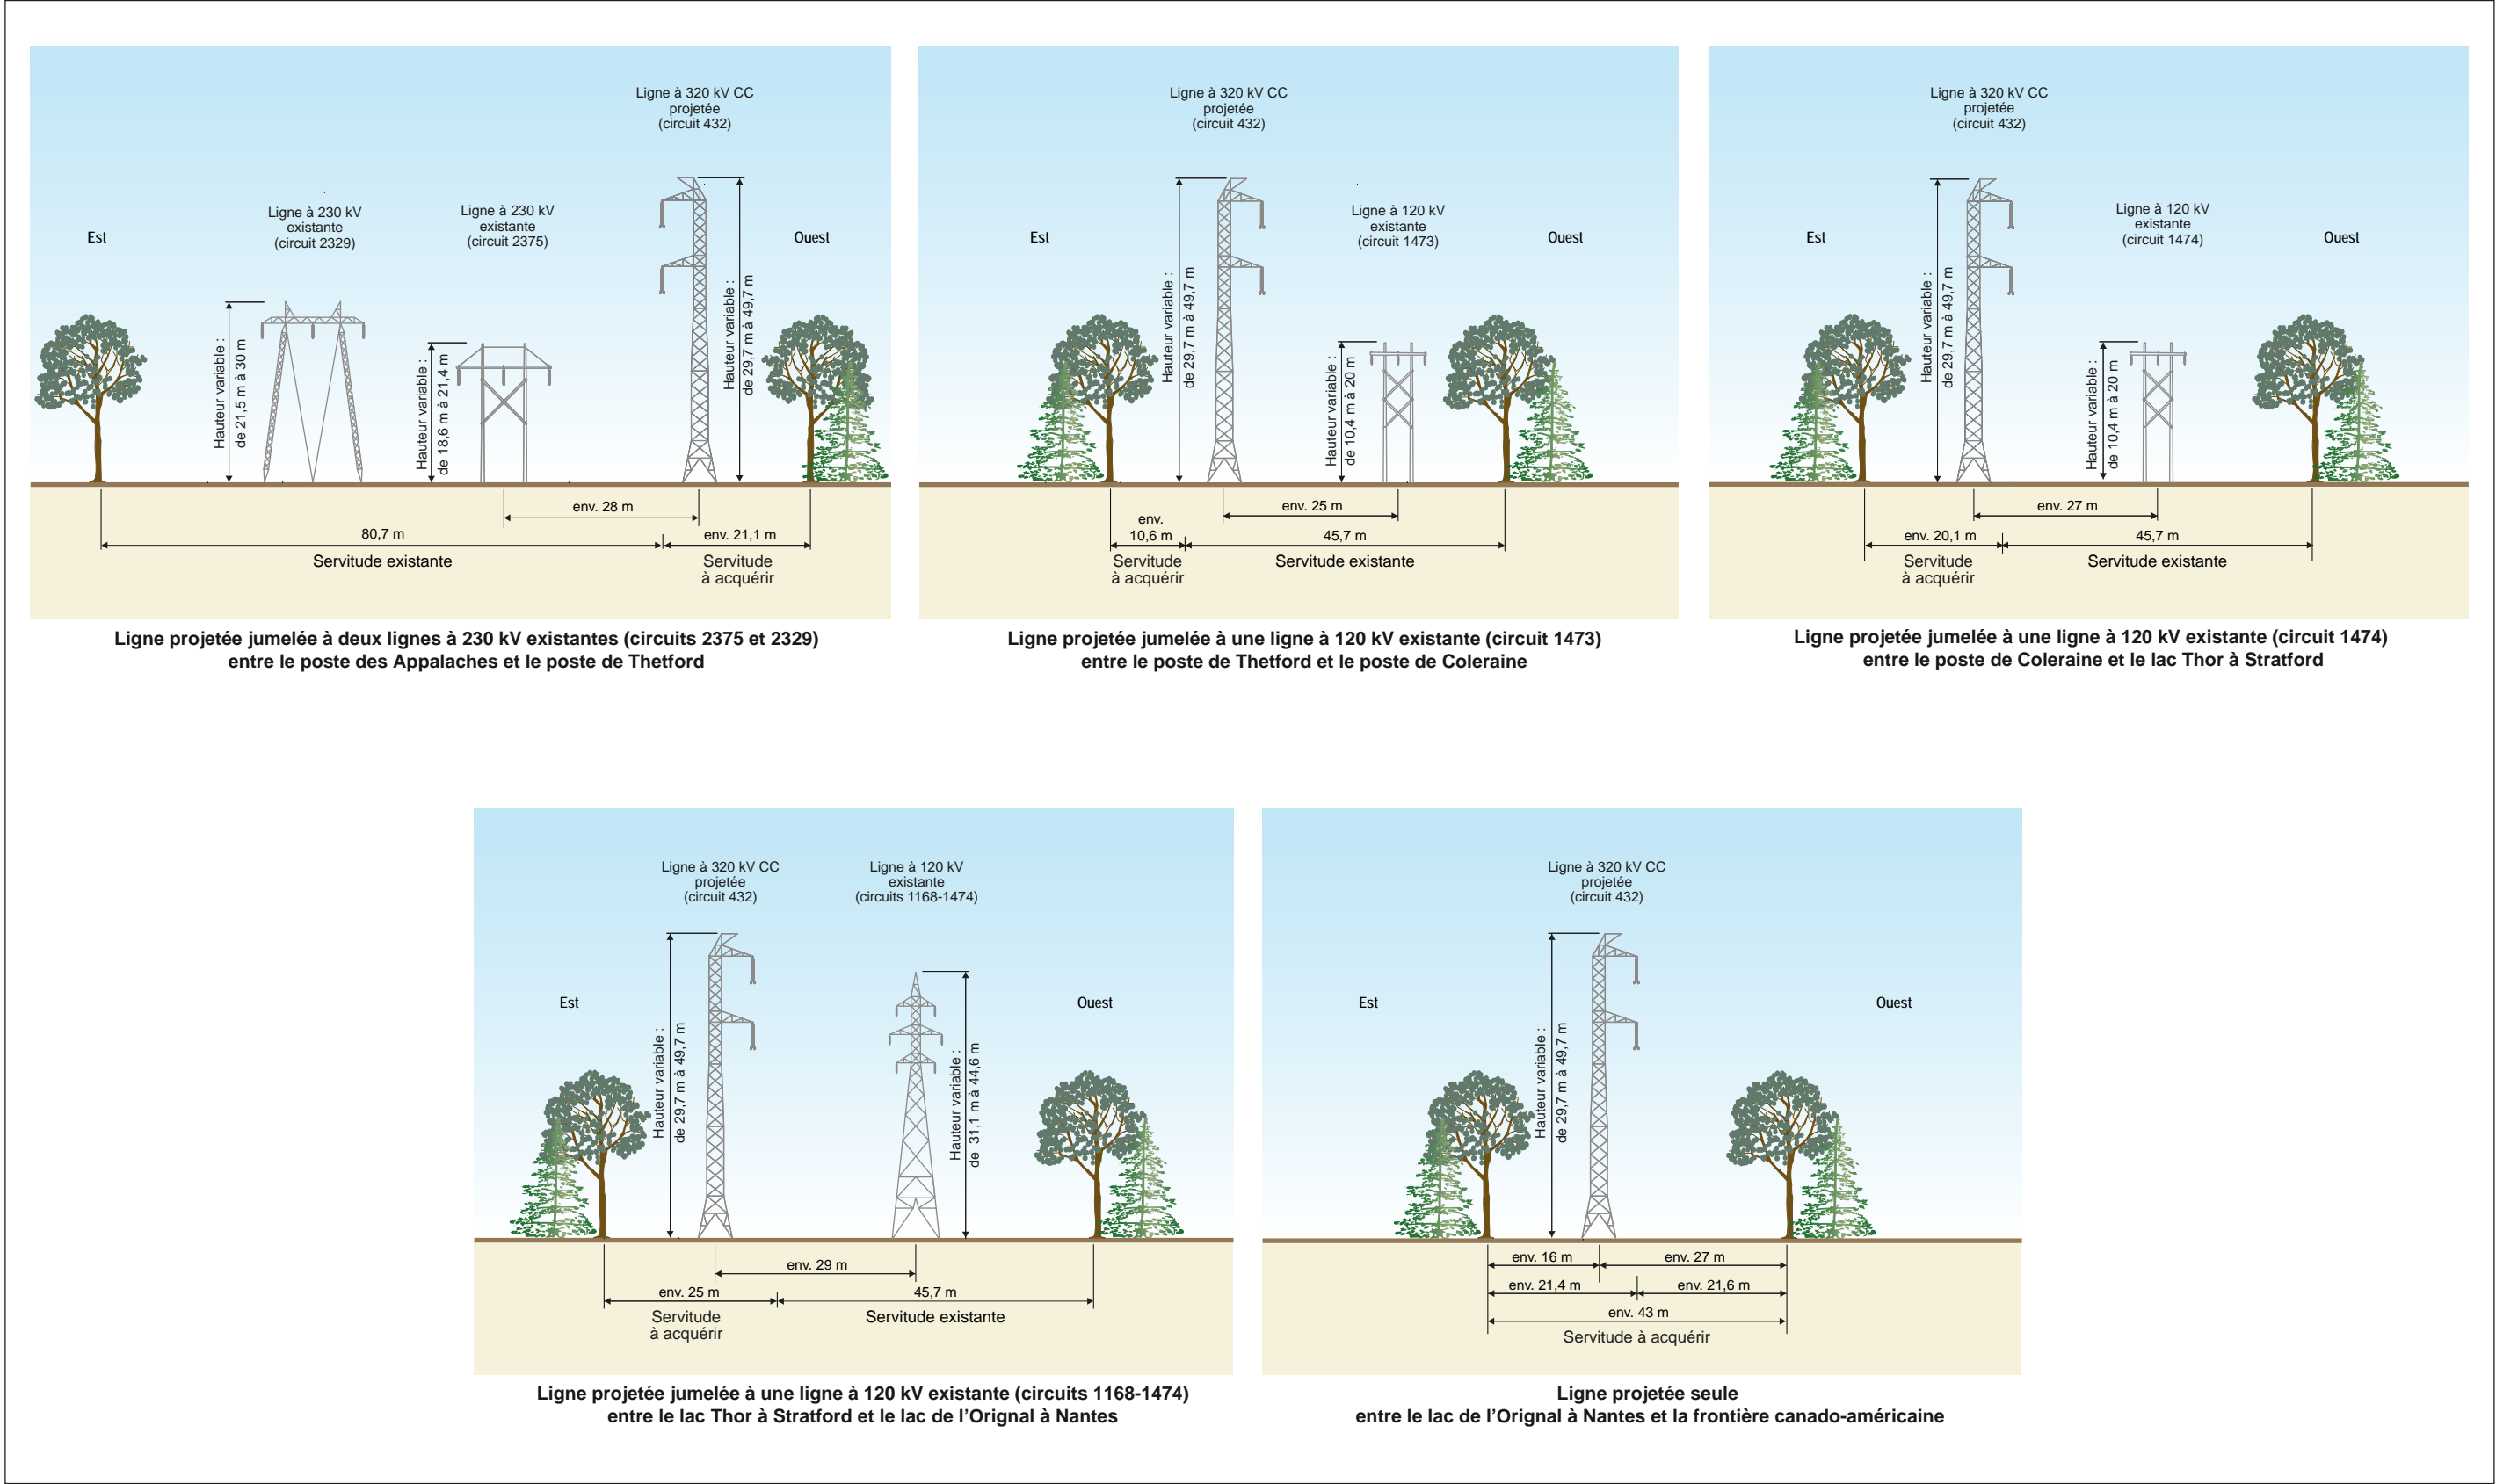 Ligne à 320 kV CC
projetée
(circuit 432)
Ligne à 230 kV
existante
(circuit 2329)
Ligne à 230 kV
existante
(circuit 2375)
Est
Ouest
Hauteur variable :
de 21,5 m à 30 m
Hauteur variable :
de 18,6 m à 21,4 m
Hauteur variable :
de 29,7 m à 49,7 m
env. 28 m
80,7 m
env. 21,1 m
Servitude existante
Servitude
à acquérir
Ligne projetée jumelée à deux lignes à 230 kV existantes (circuits 2375 et 2329)
entre le poste des Appalaches et le poste de Thetford
Ligne à 320 kV CC
projetée
(circuit 432)
Ligne à 120 kV
existante
(circuit 1473)
Est
Ouest
Hauteur variable :
de 29,7 m à 49,7 m
Hauteur variable :
de 10,4 m à 20 m
env. 25 m
env.
10,6 m
45,7 m
Servitude
à acquérir
Servitude existante
Ligne projetée jumelée à une ligne à 120 kV existante (circuit 1473)
entre le poste de Thetford et le poste de Coleraine
Ligne à 320 kV CC
projetée
(circuit 432)
Ligne à 120 kV
existante
(circuit 1474)
Est
Ouest
Hauteur variable :
de 29,7 m à 49,7 m
Hauteur variable :
de 10,4 m à 20 m
env. 27 m
env. 20,1 m
45,7 m
Servitude
à acquérir
Servitude existante
Ligne projetée jumelée à une ligne à 120 kV existante (circuit 1474)
entre le poste de Coleraine et le lac Thor à Stratford
Ligne à 320 kV CC
projetée
(circuit 432)
Ligne à 120 kV
existante
(circuits 1168-1474)
Est
Ouest
Hauteur variable :
de 29,7 m à 49,7 m
Hauteur variable :
de 31,1 m à 44,6 m
env. 29 m
env. 25 m
45,7 m
Servitude
à acquérir
Servitude existante
Ligne projetée jumelée à une ligne à 120 kV existante (circuits 1168-1474)
entre le lac Thor à Stratford et le lac de l’Orignal à Nantes
Ligne à 320 kV CC
projetée
(circuit 432)
Est
Ouest
Hauteur variable :
de 29,7 m à 49,7 m
env. 16 m
env. 27 m
env. 21,4 m
env. 21,6 m
env. 43 m
Servitude à acquérir
Ligne projetée seule
entre le lac de l’Orignal à Nantes et la frontière canado-américaine